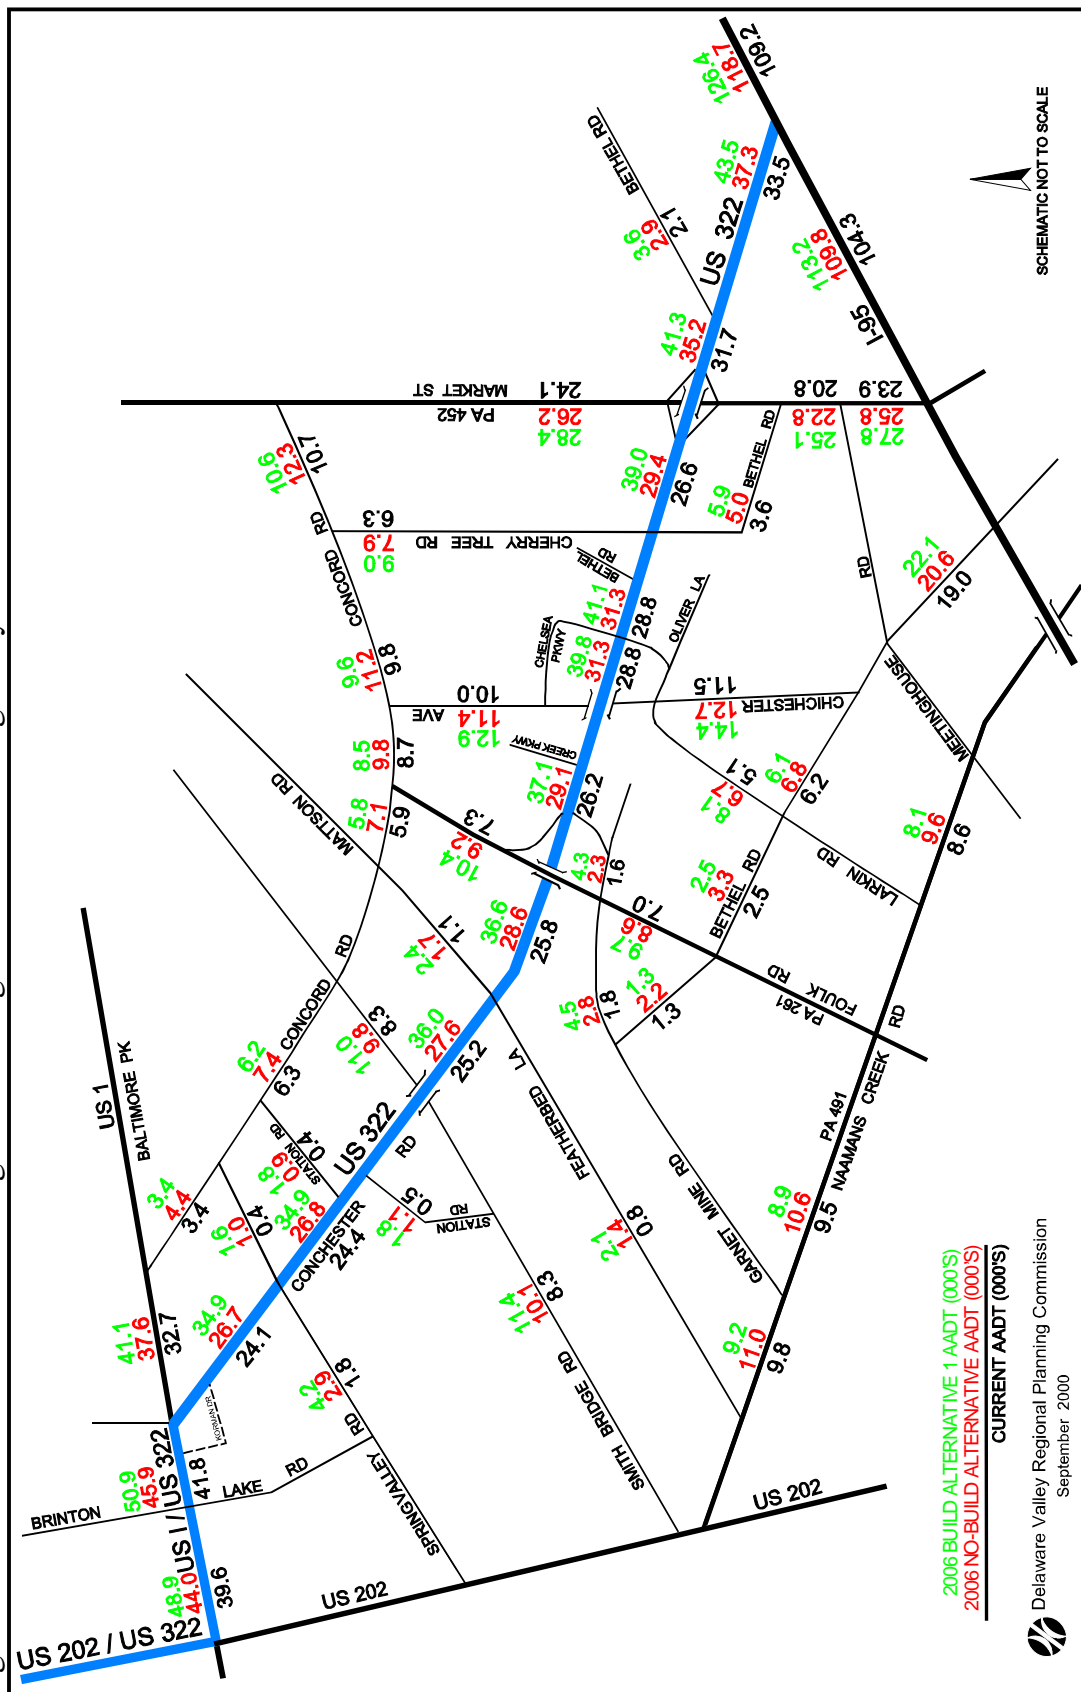 US 202 / US 322
48.9
44.0
39.6
US I / US 322
50.9
45.9
41.8
BRINTON
LAKE
RD
KORMAN DR.
US 202
US 202
US 1
BALTIMORE PK
41.1
37.6
32.7
34.9
26.7
24.1
3.4
4.4
3.4
1.6
1.0
0.4
4.2
2.9
1.8
SPRINGVALLEY
RD
CONCHESTER
RD
34.9
26.8
24.4
STATION
RD
1.8
0.9
0.4
6.2
7.4
6.3
CONCORD
RD
US 322
STATION
RD
1.8
1.1
0.5
11.4
10.1
8.3
SMITH BRIDGE RD
11.0
9.8
8.3
36.0
27.6
25.2
MATTSON RD
2.4
1.7
1.1
FEATHERBED
LA
2.1
1.4
0.8
36.6
28.6
25.8
5.8
7.1
5.9
8.5
9.8
8.7
10.4
9.2
7.3
4.3
2.3
1.6
4.5
2.8
1.8
1.3
2.2
1.3
9.7
8.6
7.0
PA 261
FOULK
RD
GARNET MINE RD
9.2
11.0
9.8
8.9
10.6
9.5
PA 491
NAAMANS CREEK
RD
8.1
9.6
8.6
BETHEL RD
2.5
3.3
2.5
LARKIN RD
8.1
6.7
5.1
6.1
6.8
6.2
37.1
29.1
26.2
CREEK PKWY
12.9
11.4
10.0
AVE
CHELSEA
PKWY
39.8
31.3
28.8
41.1
31.3
28.8
OLIVER LA
CHICHESTER
14.4
12.7
11.5
MEETINGHOUSE
RD
22.1
20.6
19.0
9.6
11.2
9.8
CONCORD
RD
10.6
12.3
10.7
CHERRY TREE RD
9.0
7.9
6.3
BETHEL
RD
39.0
29.4
26.6
BETHEL RD
5.9
5.0
3.6
PA 452
MARKET ST
28.4
26.2
24.1
25.1
22.8
20.8
27.8
25.8
23.9
41.3
35.2
31.7
BETHEL RD
3.6
2.9
2.1
US 322
43.5
37.3
33.5
I-95
113.2
109.8
104.3
126.4
118.7
109.2
SCHEMATIC NOT TO SCALE
2006 BUILD ALTERNATIVE 1 AADT (000'S)
2006 NO-BUILD ALTERNATIVE AADT (000'S)
CURRENT AADT (000'S)
Delaware Valley Regional Planning Commission
September 2000